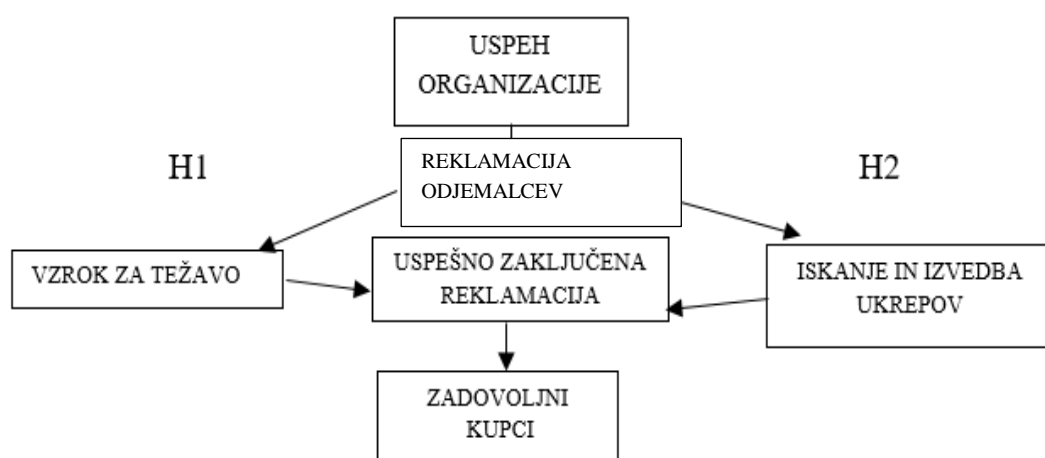 USPEH
ORGANIZACIJE
H1
REKLAMACIJA
ODJEMALCEV
H2
VZROK ZA TEŽAVO
USPEŠNO ZAKLJUČENA
REKLAMACIJA
ISKANJE IN IZVEDBA
UKREPOV
ZADOVOLJNI
KUPCI